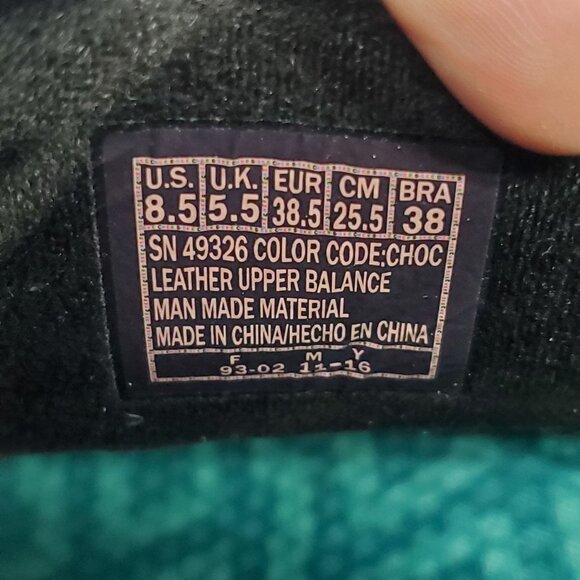 U.S. U.K. EUR CM BRA
8.5 5.5 38.5 25.5 38
SN 49326 COLOR CODE:CHOC
LEATHER UPPER BALANCE
MAN MADE MATERIAL
MADE IN CHINA/HECHO EN CHINA
F M Y
93-02 11-16